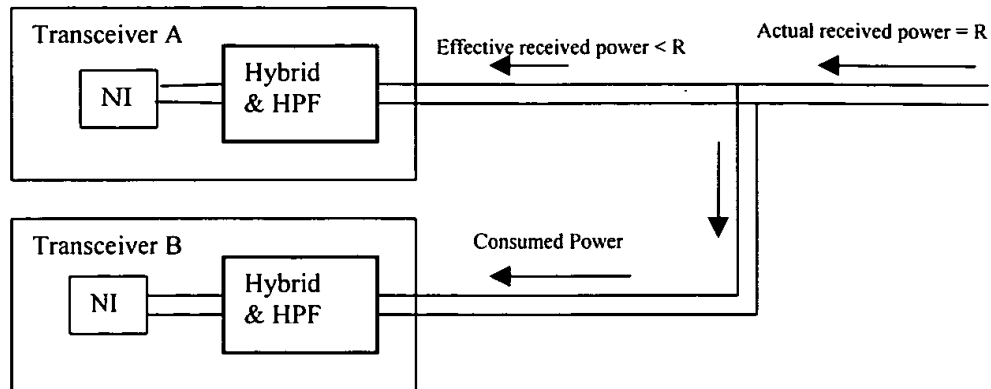 Transceiver A
NI
Hybrid
& HPF
Effective received power < R
Actual received power = R
Transceiver B
NI
Hybrid
& HPF
Consumed Power